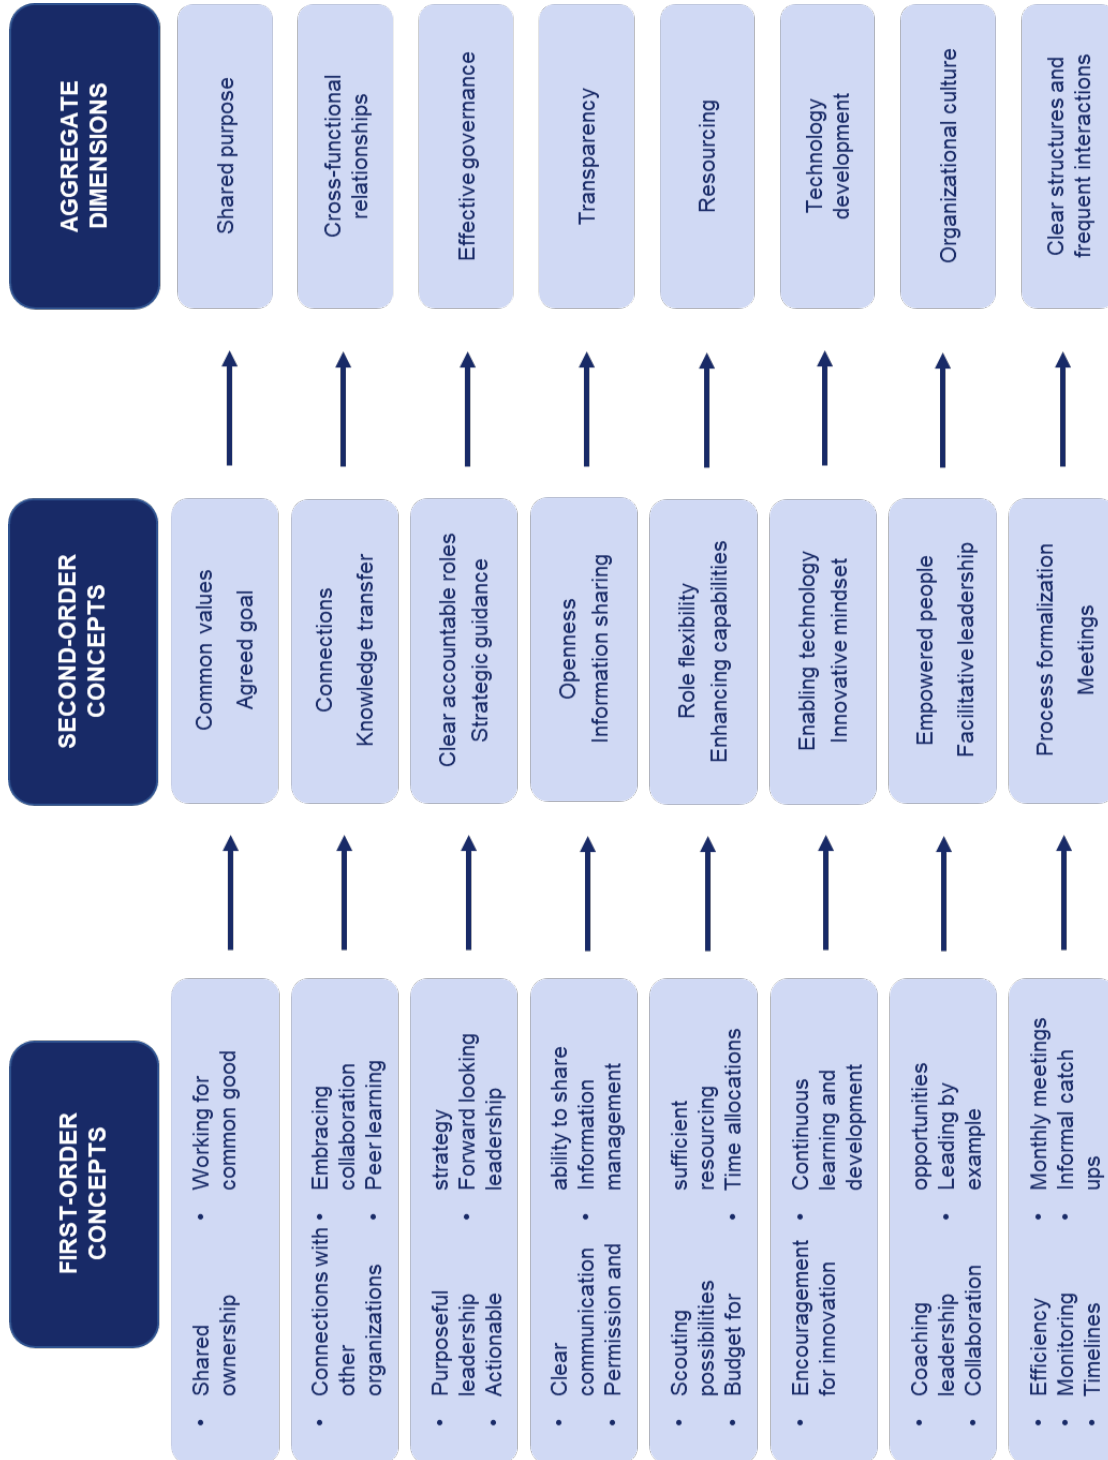 FIRST-ORDER
CONCEPTS
SECOND-ORDER
CONCEPTS
AGGREGATE
DIMENSIONS
• Shared
ownership
• Working for
common good
Common values
Agreed goal
Shared purpose
• Connections with
other
organizations
• Embracing
collaboration
• Peer learning
Connections
Knowledge transfer
Cross-functional
relationships
• Purposeful
leadership
• Actionable
strategy
• Forward looking
leadership
Clear accountable roles
Strategic guidance
Effective governance
• Clear
communication
• Permission and
ability to share
• Information
management
Openness
Information sharing
Transparency
• Scouting
possibilities
• Budget for
sufficient
resourcing
• Time allocations
Role flexibility
Enhancing capabilities
Resourcing
• Encouragement
for innovation
• Continuous
learning and
development
Enabling technology
Innovative mindset
Technology
development
• Coaching
leadership
• Collaboration
opportunities
• Leading by
example
Empowered people
Facilitative leadership
Organizational culture
• Efficiency
• Monitoring
• Timelines
• Monthly meetings
• Informal catch
ups
Process formalization
Meetings
Clear structures and
frequent interactions